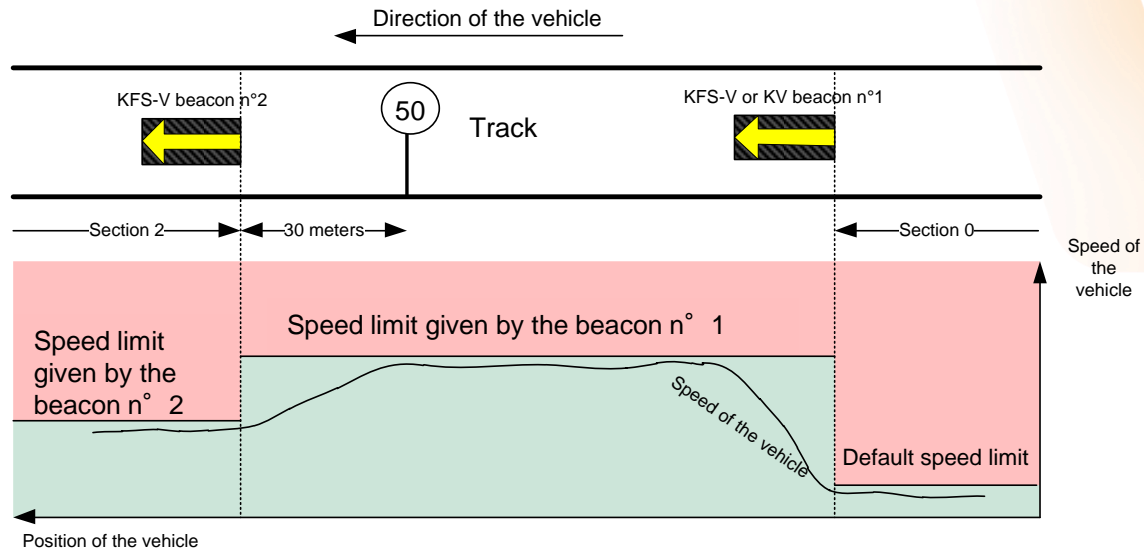 Direction of the vehicle
KFS-V beacon n°2
50
Track
KFS-V or KV beacon n°1
Section 2
30 meters
Section 0
Speed of
the
vehicle
Speed limit given by the beacon n° 1
Speed limit
given by the
beacon n° 2
Speed of the vehicle
Default speed limit
Position of the vehicle